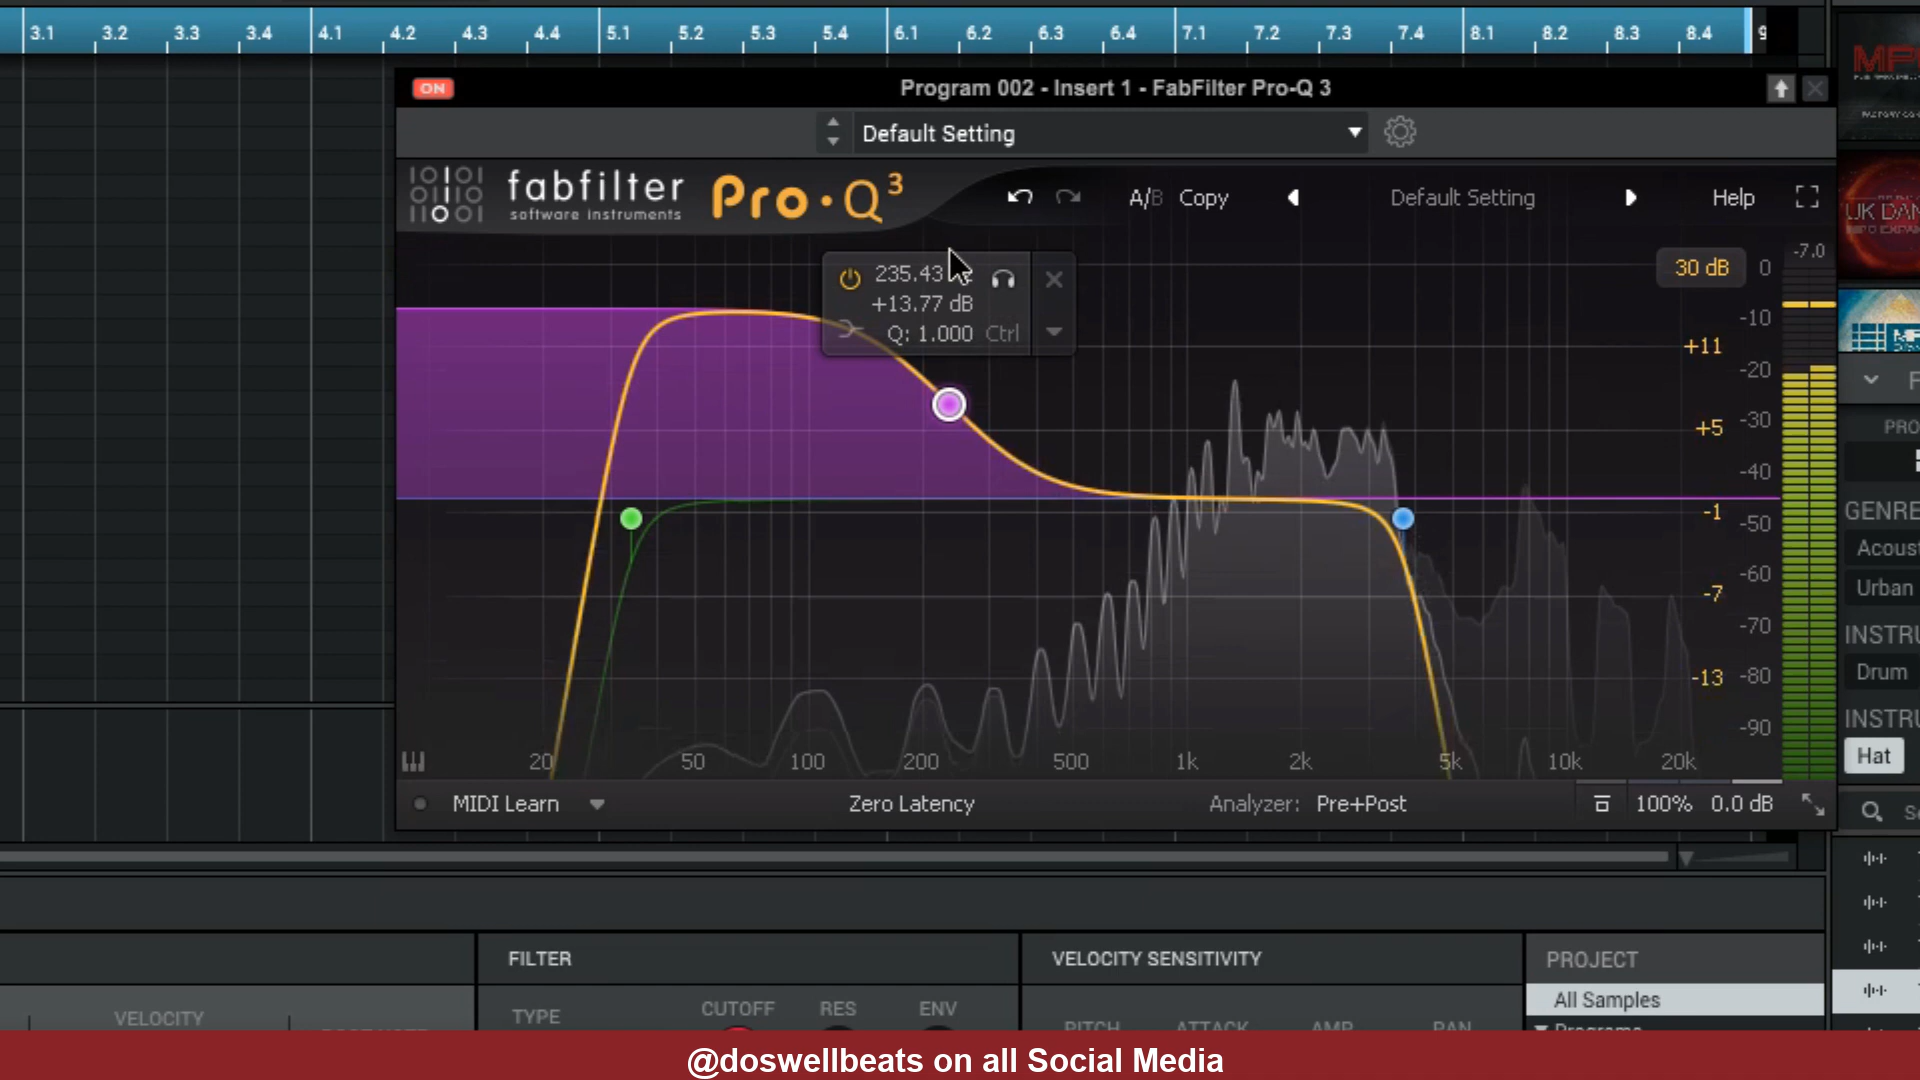 3.1 3.2 3.3 3.4 4.1 4.2 4.3 4.4 5.1 5.2 5.3 5.4 6.1 6.2 6.3 6.4 7.1 7.2 7.3 7.4 8.1 8.2 8.3 8.4
ON Program 002 - Insert 1 - FabFilter Pro-Q 3
Default Setting
fabfilter
software instruments
Pro·Q3
A/B Copy Default Setting Help
235.43
+13.77 dB
Q: 1.000 Ctrl
30 dB
-7.0
0
-10
+11
-20
+5
-30
-40
-1
-50
-60
-7
-70
-13
-80
-90
20 50 100 200 500 1k 2k 5k 10k 20k
MIDI Learn Zero Latency Analyzer: Pre+Post 100% 0.0 dB
UK DAN
PRO
GENRE
Acoust
Urban
INSTRU
Drum
INSTRU
Hat
FILTER VELOCITY SENSITIVITY PROJECT
All Samples
VELOCITY TYPE CUTOFF RES ENV
PITCH ATTACK AMP PAN
Programs
@doswellbeats on all Social Media